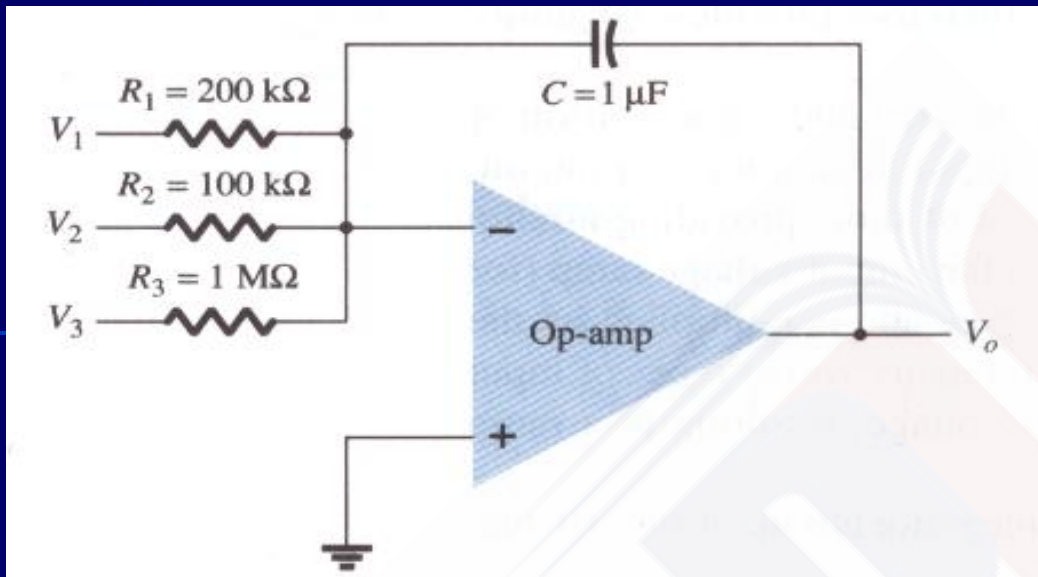 R₁ = 200 kΩ
V₁
C = 1 μF
R₂ = 100 kΩ
V₂
−
R₃ = 1 MΩ
V₃
Op-amp
Vₒ
+